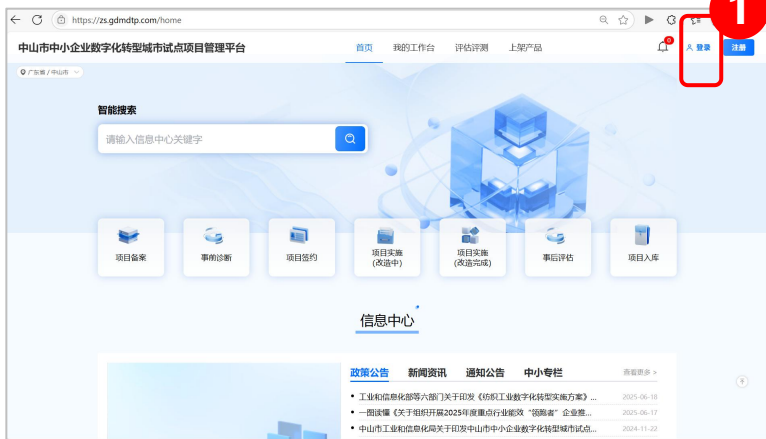 https://zs.gdmdtp.com/home
1
中山市中小企业数字化转型城市试点项目管理平台 首页 我的工作台 评估评测 上架产品 0 登录 注册
广东省 / 中山市
智能搜索
请输入信息中心关键字
项目备案 事前诊断 项目签约 项目实施 项目实施 事后评估 项目入库
(改造中) (改造完成)
信息中心
政策公告 新闻资讯 通知公告 中小专栏 查看更多 >
• 工业和信息化部等六部门关于印发《纺织工业数字化转型实施方案》... 2025-06-18
• 一图读懂《关于组织开展2025年度重点行业能效“领跑者”企业推... 2025-06-17
• 中山市工业和信息化局关于印发中山市中小企业数字化转型城市试点... 2024-11-22